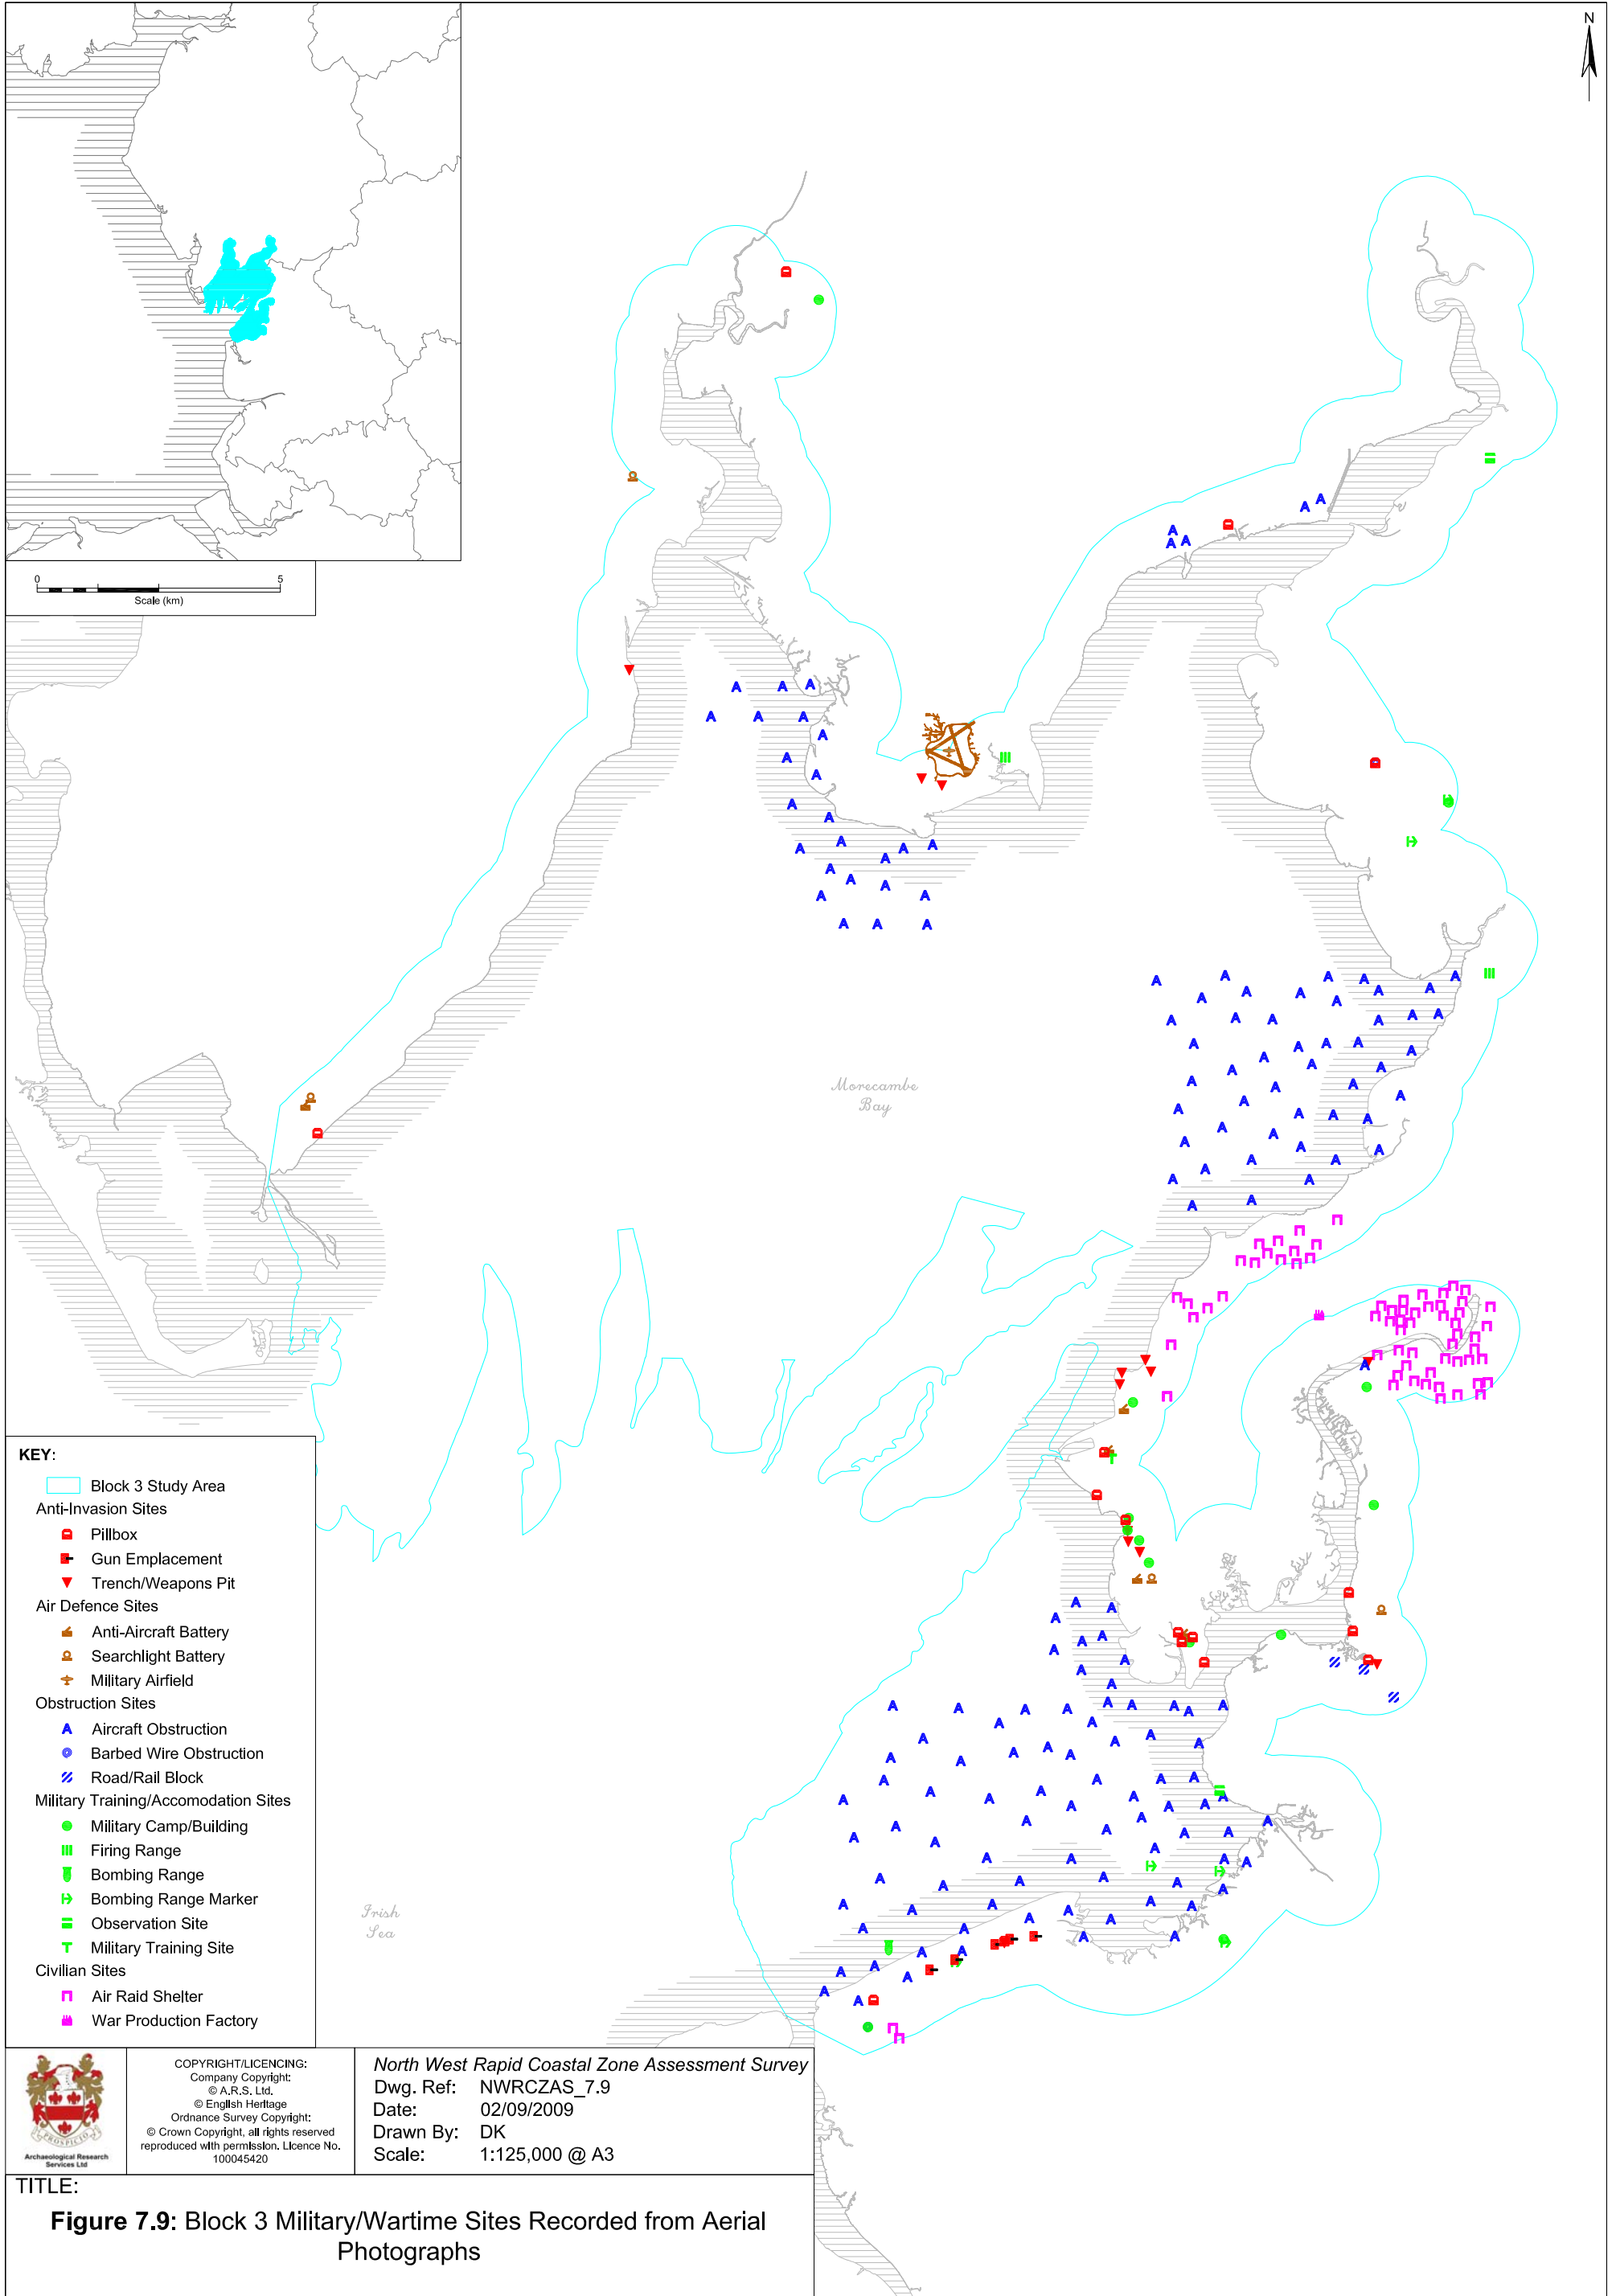 N
0 5
Scale (km)
Morecambe
Bay
Irish
Sea
KEY:
Block 3 Study Area
Anti-Invasion Sites
Pillbox
Gun Emplacement
Trench/Weapons Pit
Air Defence Sites
Anti-Aircraft Battery
Searchlight Battery
Military Airfield
Obstruction Sites
Aircraft Obstruction
Barbed Wire Obstruction
Road/Rail Block
Military Training/Accomodation Sites
Military Camp/Building
Firing Range
Bombing Range
Bombing Range Marker
Observation Site
Military Training Site
Civilian Sites
Air Raid Shelter
War Production Factory
PROSPICIO
Archaeological Research
Services Ltd
COPYRIGHT/LICENCING:
Company Copyright:
© A.R.S. Ltd.
© English Heritage
Ordnance Survey Copyright:
© Crown Copyright, all rights reserved
reproduced with permission. Licence No.
100045420
North West Rapid Coastal Zone Assessment Survey
Dwg. Ref: NWRCZAS_7.9
Date: 02/09/2009
Drawn By: DK
Scale: 1:125,000 @ A3
TITLE:
Figure 7.9: Block 3 Military/Wartime Sites Recorded from Aerial
Photographs